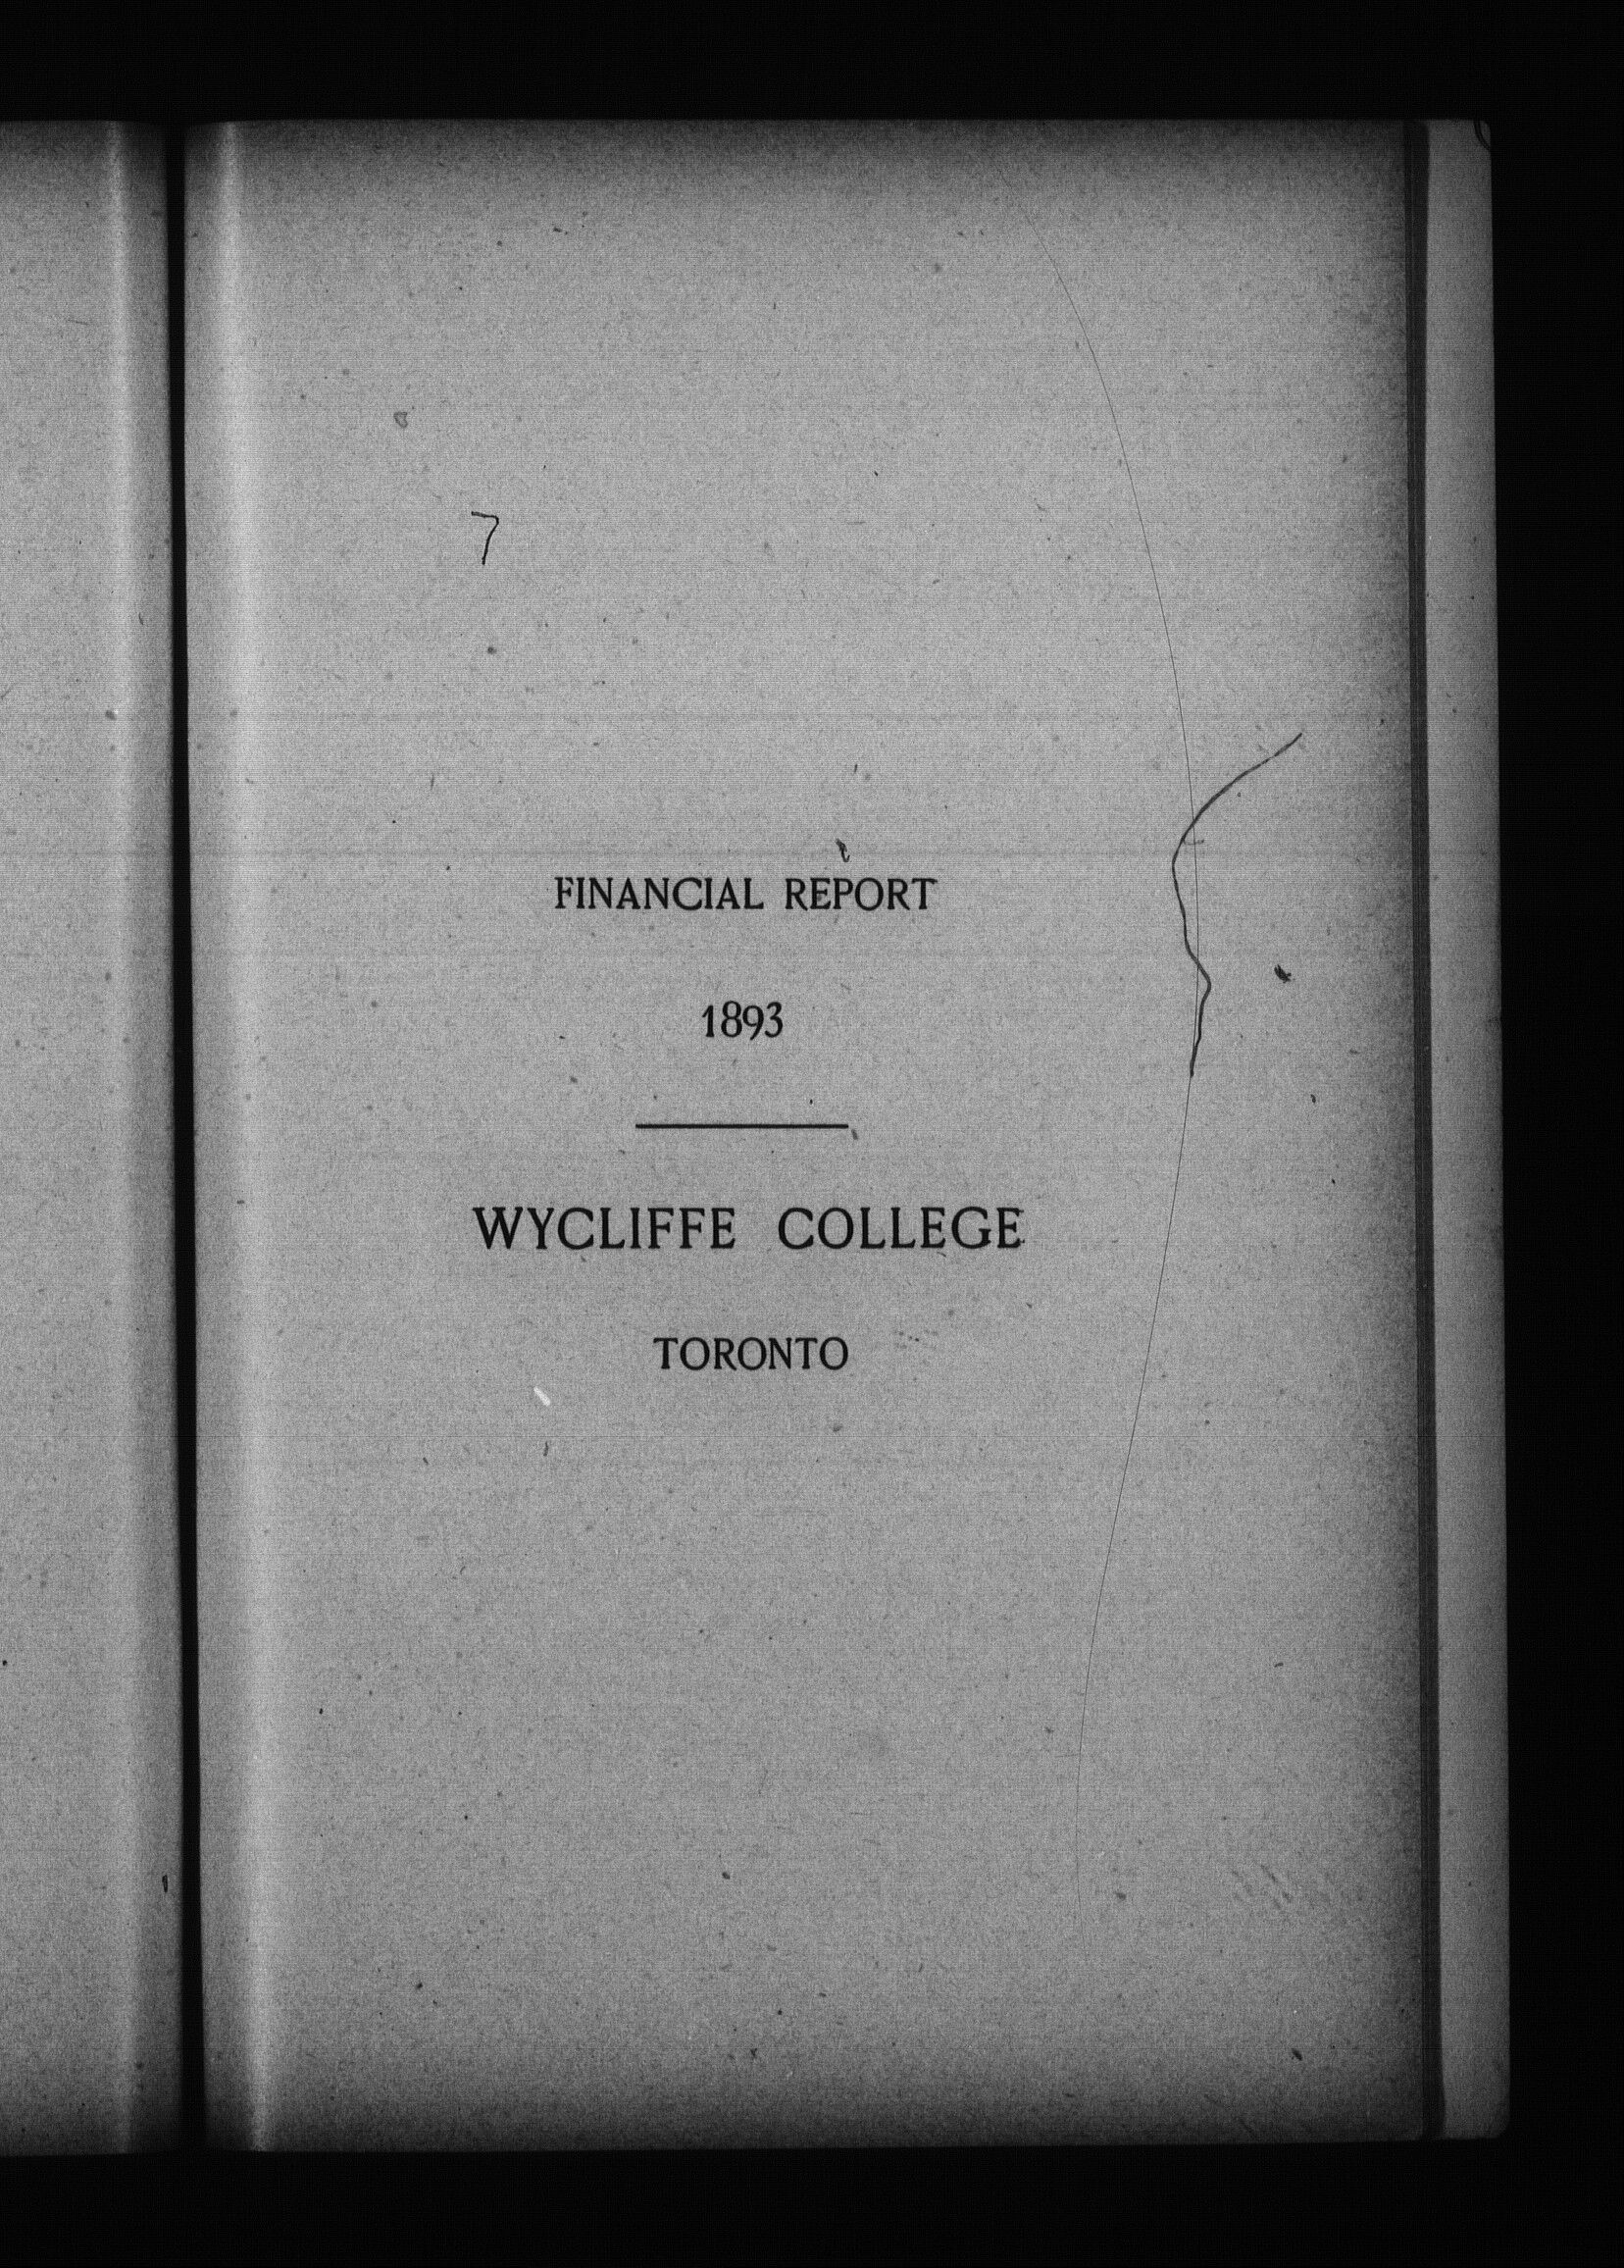 7
FINANCIAL REPORT
1893
WYCLIFFE COLLEGE
TORONTO